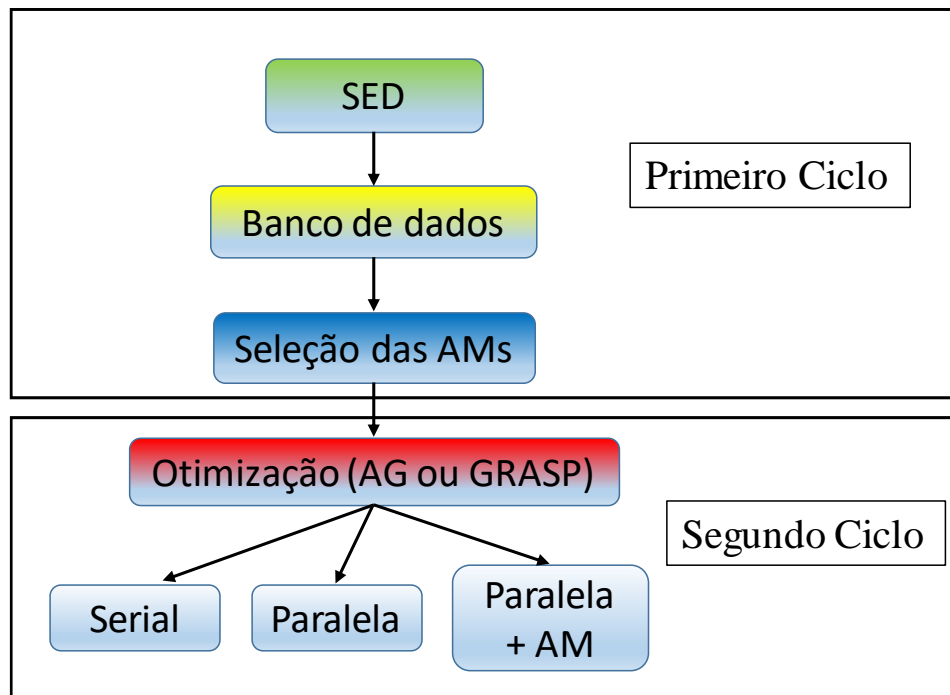 SED
Primeiro Ciclo
Banco de dados
Seleção das AMs
Otimização (AG ou GRASP)
Segundo Ciclo
Serial
Paralela
Paralela
+ AM